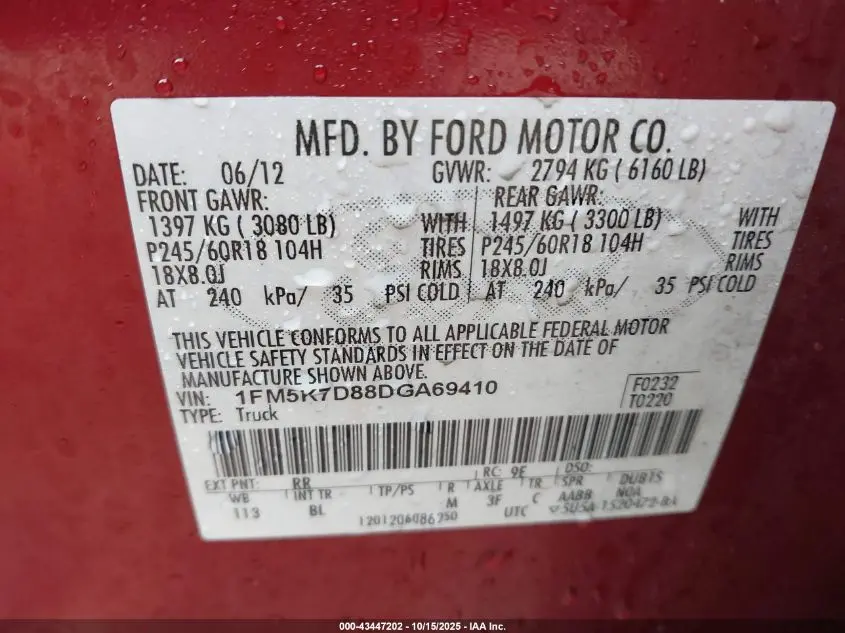 MFD. BY FORD MOTOR CO.
DATE: 06/12 GVWR: 2794 KG ( 6160 LB)
FRONT GAWR: REAR GAWR:
1397 KG ( 3080 LB) WITH 1497 KG ( 3300 LB) WITH
P245/60R18 104H TIRES P245/60R18 104H TIRES
18X8.0J RIMS 18X8.0J RIMS
AT 240 kPa/ 35 PSI COLD AT 240 kPa/ 35 PSI COLD
THIS VEHICLE CONFORMS TO ALL APPLICABLE FEDERAL MOTOR
VEHICLE SAFETY STANDARDS IN EFFECT ON THE DATE OF
MANUFACTURE SHOWN ABOVE.
VIN: 1FM5K7D88DGA69410 F0232
TYPE: Truck T0220
EXT PNT: RR RC: 9E DSO:
WB INT TR TP/PS R AXLE TR SPR DUBTS
113 BL M 3F C AABB NOA
1201206086250 UTC
000-43447202 - 10/15/2025 - IAA Inc.